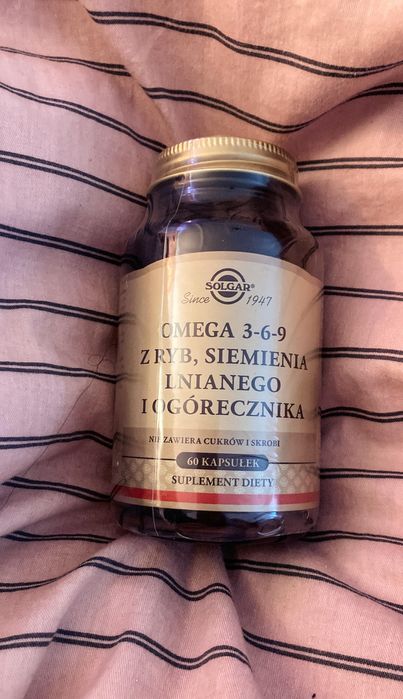 SOLGAR®
Since 1947
OMEGA 3-6-9
Z RYB, SIEMIENIA
LNIANEGO
I OGÓRECZNIKA
NIE ZAWIERA CUKRÓW I SKROBI
60 KAPSUŁEK
SUPLEMENT DIETY